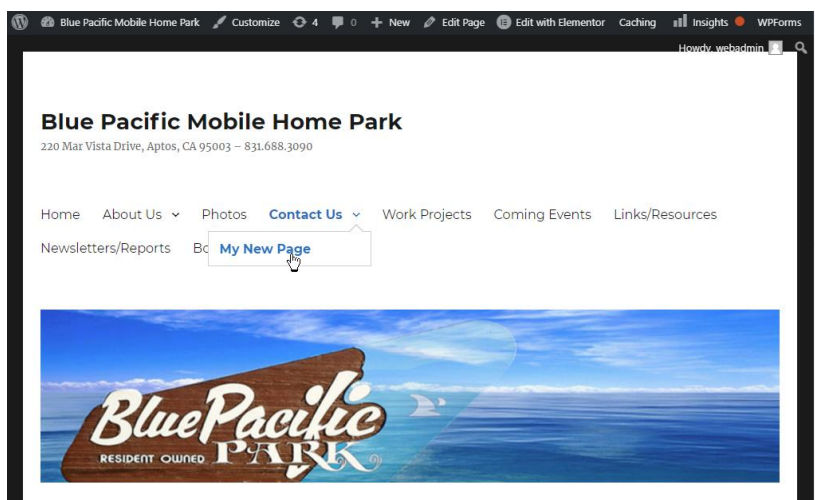 Blue Pacific Mobile Home Park Customize 4 0 New Edit Page Edit with Elementor Caching Insights WPForms
Howdy, webadmin
Blue Pacific Mobile Home Park
220 Mar Vista Drive, Aptos, CA 95003 – 831.688.3090
Home About Us Photos Contact Us Work Projects Coming Events Links/Resources
Newsletters/Reports
My New Page
Blue Pacific
RESIDENT OWNED PARK